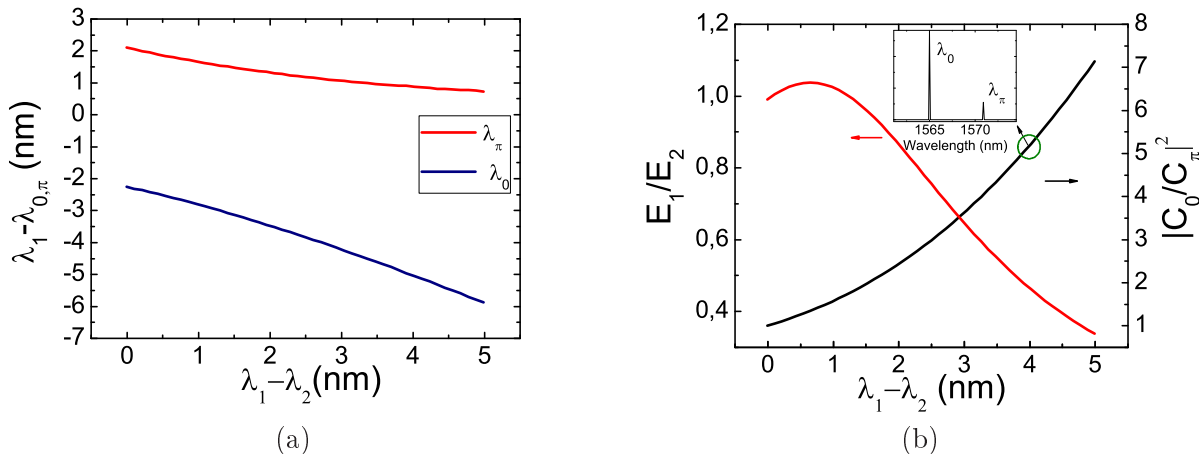 3
2
1
0
-1
-2
-3
-4
-5
-6
-7
λ₁-λ₀,π (nm)
λπ
λ₀
0 1 2 3 4 5
λ₁−λ₂(nm)
(a)
1,2
1,0
0,8
0,6
0,4
E₁/E₂
λ₀
λπ
1565 1570
Wavelength (nm)
8
7
6
5
4
3
2
1
|C₀/Cπ|²
0 1 2 3 4 5
λ₁−λ₂ (nm)
(b)